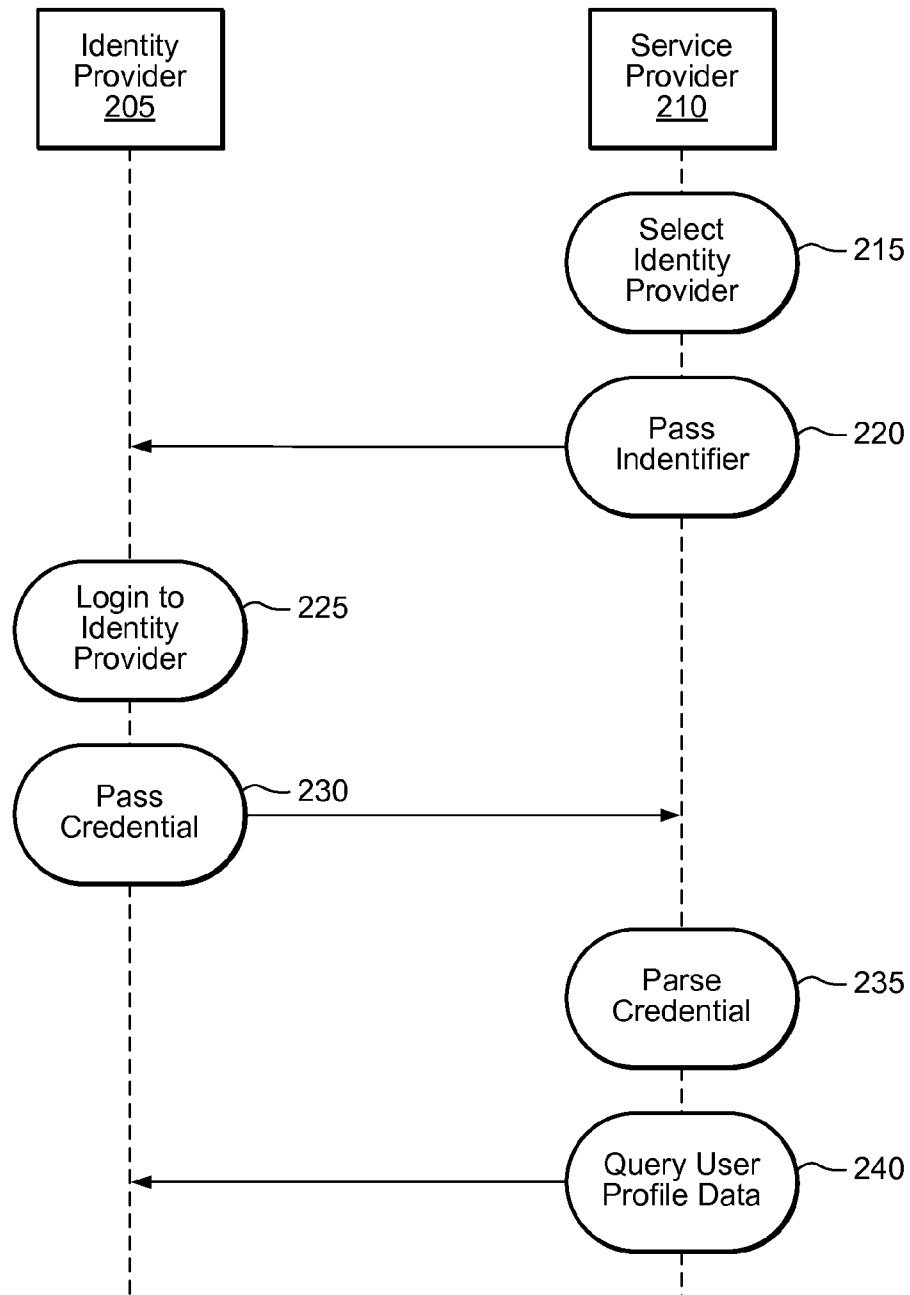 Identity
Provider
205
Service
Provider
210
Select
Identity
Provider
215
Pass
Indentifier
220
Login to
Identity
Provider
225
Pass
Credential
230
Parse
Credential
235
Query User
Profile Data
240